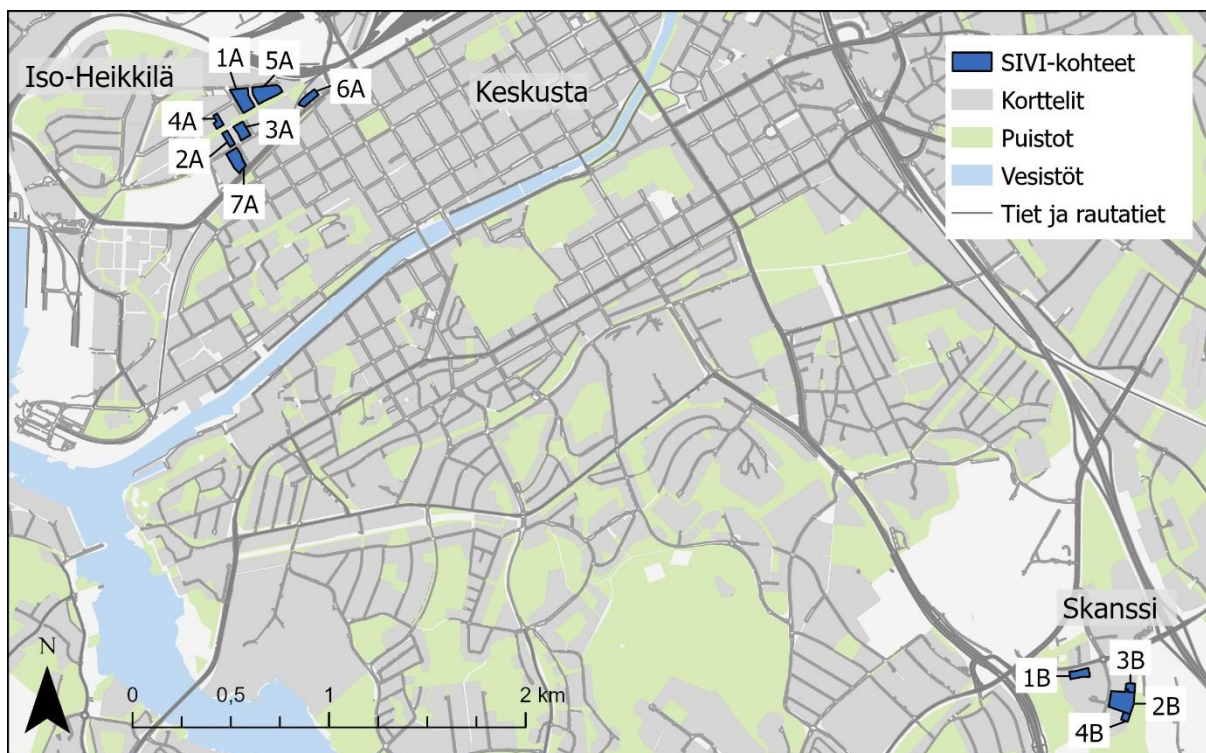 Iso-Heikkilä
1A
5A
6A
4A
3A
2A
7A
Keskusta
SIVI-kohteet
Korttelit
Puistot
Vesistöt
Tiet ja rautatiet
Skanssi
1B
3B
2B
4B
N
0 0,5 1 2 km